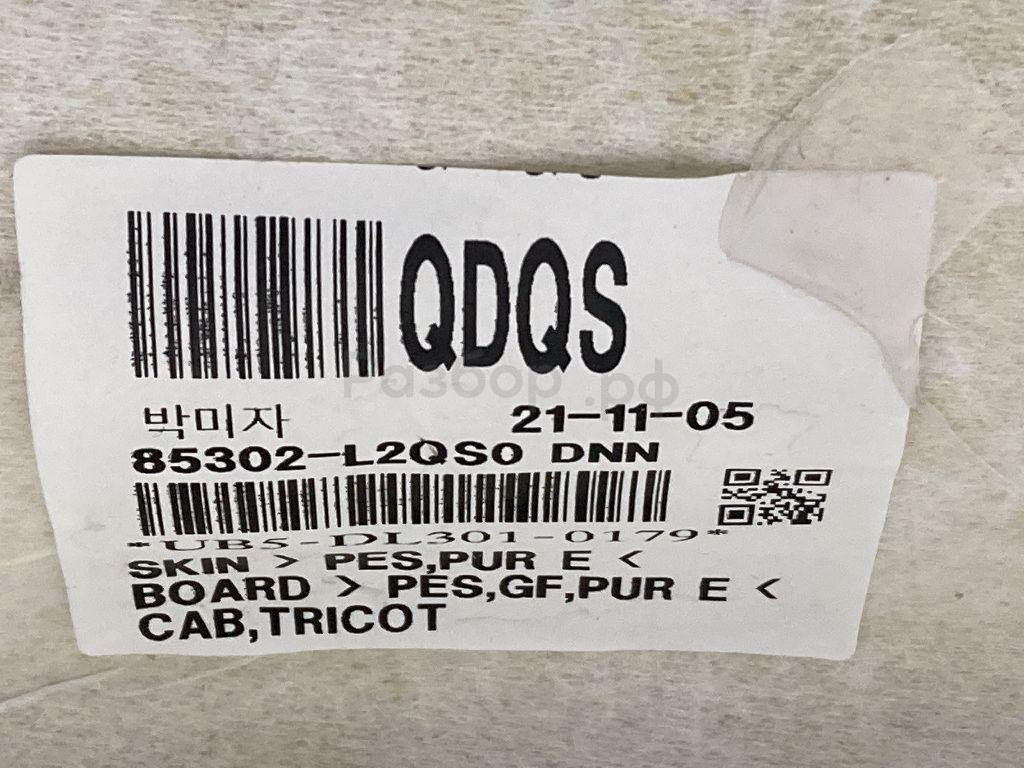 QDQS
Разбор.рф
박미자 21-11-05
85302-L2QS0 DNN
*UB5-DL301-0179*
SKIN > PES,PUR E <
BOARD > PES,GF,PUR E <
CAB,TRICOT